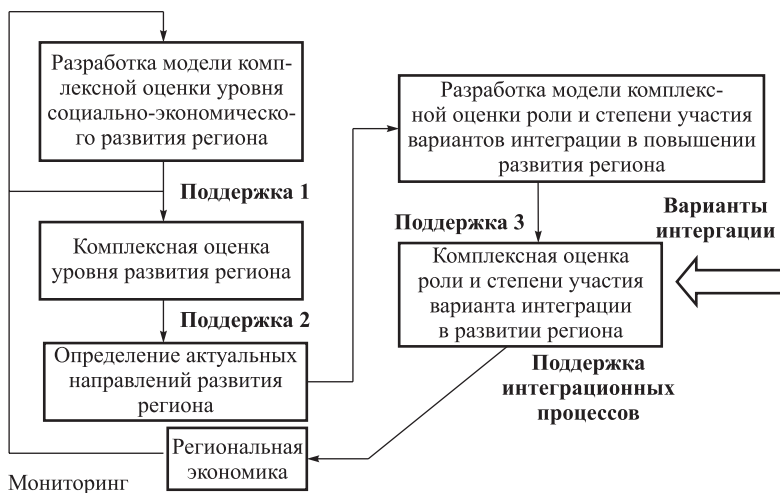 Разработка модели комп-
лексной оценки уровня
социально-экономическо-
го развития региона
Поддержка 1
Комплексная оценка
уровня развития региона
Поддержка 2
Определение актуальных
направлений развития
региона
Региональная
экономика
Мониторинг
Разработка модели комплекс-
ной оценки роли и степени участия
вариантов интеграции в повышении
развития региона
Поддержка 3
Варианты
интергации
Комплексная оценка
роли и степени участия
варианта интеграции
в развитии региона
Поддержка
интеграционных
процессов